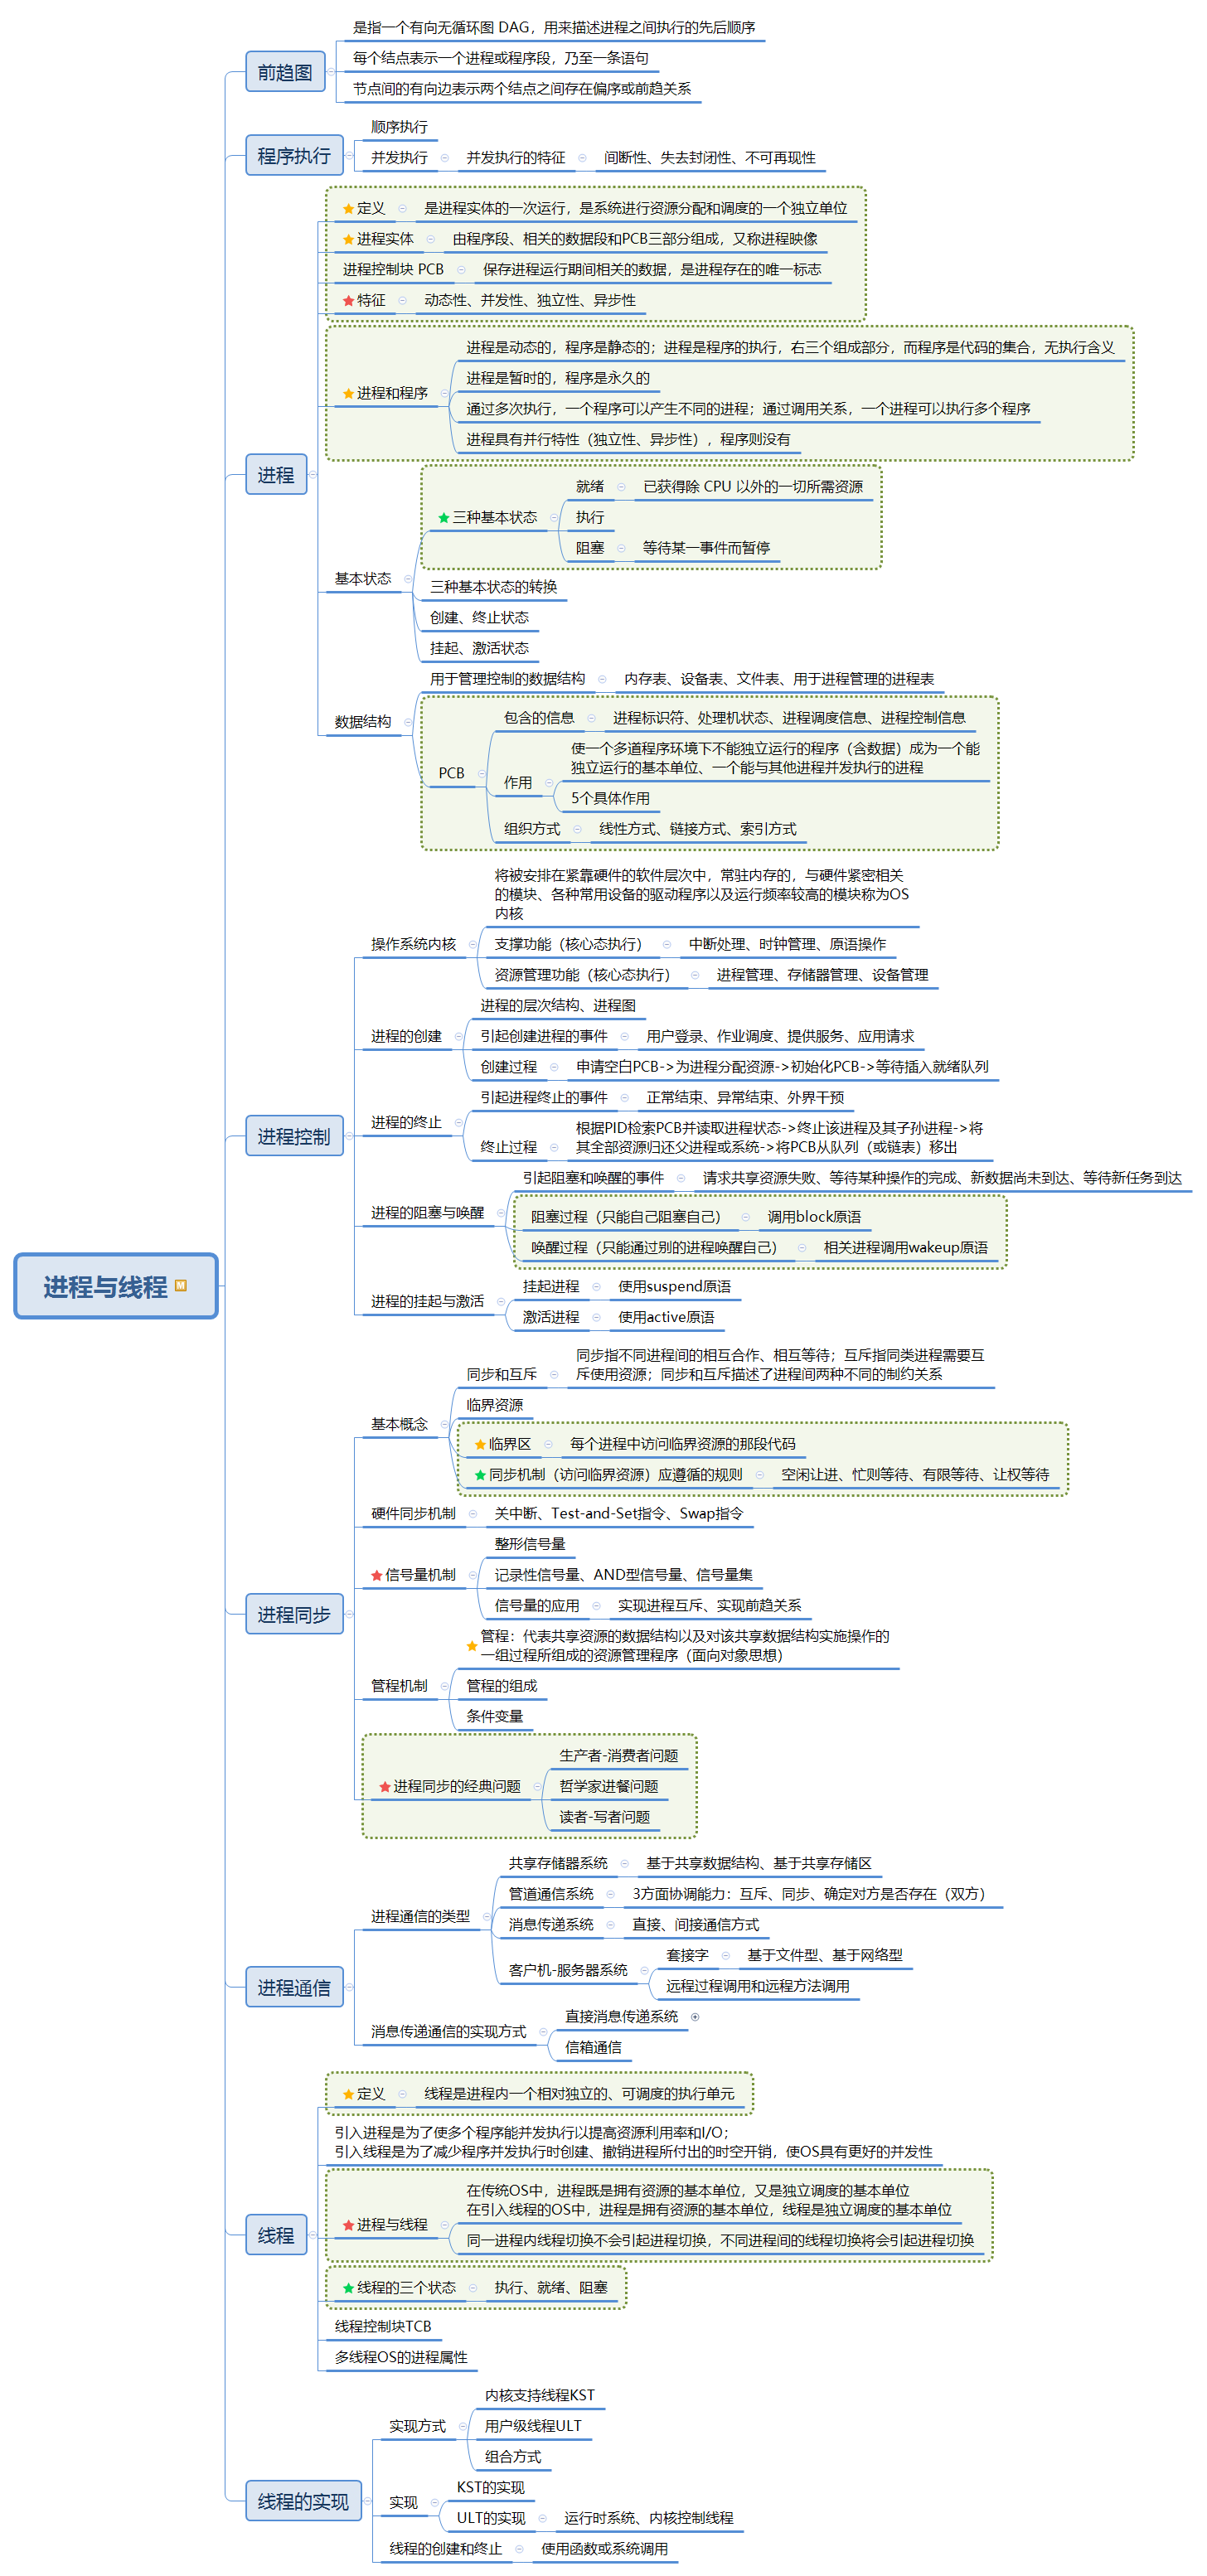 是指一个有向无循环图 DAG，用来描述进程之间执行的先后顺序
前趋图
每个结点表示一个进程或程序段，乃至一条语句
节点间的有向边表示两个结点之间存在偏序或前趋关系
程序执行
顺序执行
并发执行
并发执行的特征
间断性、失去封闭性、不可再现性
进程
定义
是进程实体的一次运行，是系统进行资源分配和调度的一个独立单位
进程实体
由程序段、相关的数据段和PCB三部分组成，又称进程映像
进程控制块 PCB
保存进程运行期间相关的数据，是进程存在的唯一标志
特征
动态性、并发性、独立性、异步性
进程和程序
进程是动态的，程序是静态的；进程是程序的执行，右三个组成部分，而程序是代码的集合，无执行含义
进程是暂时的，程序是永久的
通过多次执行，一个程序可以产生不同的进程；通过调用关系，一个进程可以执行多个程序
进程具有并行特性（独立性、异步性），程序则没有
基本状态
三种基本状态
就绪
已获得除 CPU 以外的一切所需资源
执行
阻塞
等待某一事件而暂停
三种基本状态的转换
创建、终止状态
挂起、激活状态
数据结构
用于管理控制的数据结构
内存表、设备表、文件表、用于进程管理的进程表
PCB
包含的信息
进程标识符、处理机状态、进程调度信息、进程控制信息
作用
使一个多道程序环境下不能独立运行的程序（含数据）成为一个能
独立运行的基本单位、一个能与其他进程并发执行的进程
5个具体作用
组织方式
线性方式、链接方式、索引方式
进程控制
操作系统内核
将被安排在紧靠硬件的软件层次中，常驻内存的，与硬件紧密相关
的模块、各种常用设备的驱动程序以及运行频率较高的模块称为OS
内核
支撑功能（核心态执行）
中断处理、时钟管理、原语操作
资源管理功能（核心态执行）
进程管理、存储器管理、设备管理
进程的创建
进程的层次结构、进程图
引起创建进程的事件
用户登录、作业调度、提供服务、应用请求
创建过程
申请空白PCB->为进程分配资源->初始化PCB->等待插入就绪队列
进程的终止
引起进程终止的事件
正常结束、异常结束、外界干预
终止过程
根据PID检索PCB并读取进程状态->终止该进程及其子孙进程->将
其全部资源归还父进程或系统->将PCB从队列（或链表）移出
进程的阻塞与唤醒
引起阻塞和唤醒的事件
请求共享资源失败、等待某种操作的完成、新数据尚未到达、等待新任务到达
阻塞过程（只能自己阻塞自己）
调用block原语
唤醒过程（只能通过别的进程唤醒自己）
相关进程调用wakeup原语
进程的挂起与激活
挂起进程
使用suspend原语
激活进程
使用active原语
进程与线程
M
进程同步
基本概念
同步和互斥
同步指不同进程间的相互合作、相互等待；互斥指同类进程需要互
斥使用资源；同步和互斥描述了进程间两种不同的制约关系
临界资源
临界区
每个进程中访问临界资源的那段代码
同步机制（访问临界资源）应遵循的规则
空闲让进、忙则等待、有限等待、让权等待
硬件同步机制
关中断、Test-and-Set指令、Swap指令
信号量机制
整形信号量
记录性信号量、AND型信号量、信号量集
信号量的应用
实现进程互斥、实现前趋关系
管程机制
管程：代表共享资源的数据结构以及对该共享数据结构实施操作的
一组过程所组成的资源管理程序（面向对象思想）
管程的组成
条件变量
进程同步的经典问题
生产者-消费者问题
哲学家进餐问题
读者-写者问题
进程通信
进程通信的类型
共享存储器系统
基于共享数据结构、基于共享存储区
管道通信系统
3方面协调能力：互斥、同步、确定对方是否存在（双方）
消息传递系统
直接、间接通信方式
客户机-服务器系统
套接字
基于文件型、基于网络型
远程过程调用和远程方法调用
消息传递通信的实现方式
直接消息传递系统
信箱通信
线程
定义
线程是进程内一个相对独立的、可调度的执行单元
引入进程是为了使多个程序能并发执行以提高资源利用率和I/O；
引入线程是为了减少程序并发执行时创建、撤销进程所付出的时空开销，使OS具有更好的并发性
进程与线程
在传统OS中，进程既是拥有资源的基本单位，又是独立调度的基本单位
在引入线程的OS中，进程是拥有资源的基本单位，线程是独立调度的基本单位
同一进程内线程切换不会引起进程切换，不同进程间的线程切换将会引起进程切换
线程的三个状态
执行、就绪、阻塞
线程控制块TCB
多线程OS的进程属性
线程的实现
实现方式
内核支持线程KST
用户级线程ULT
组合方式
实现
KST的实现
ULT的实现
运行时系统、内核控制线程
线程的创建和终止
使用函数或系统调用